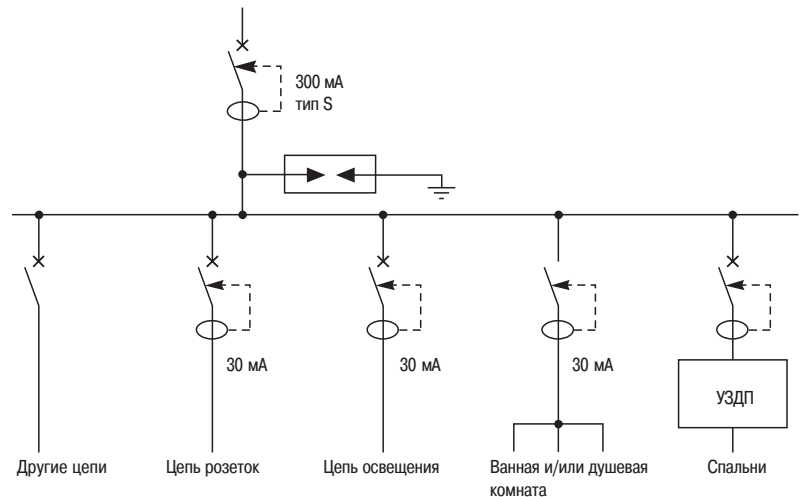 300 мА
тип S
30 мА
30 мА
30 мА
УЗДП
Другие цепи
Цепь розеток
Цепь освещения
Ванная и/или душевая
комната
Спальни